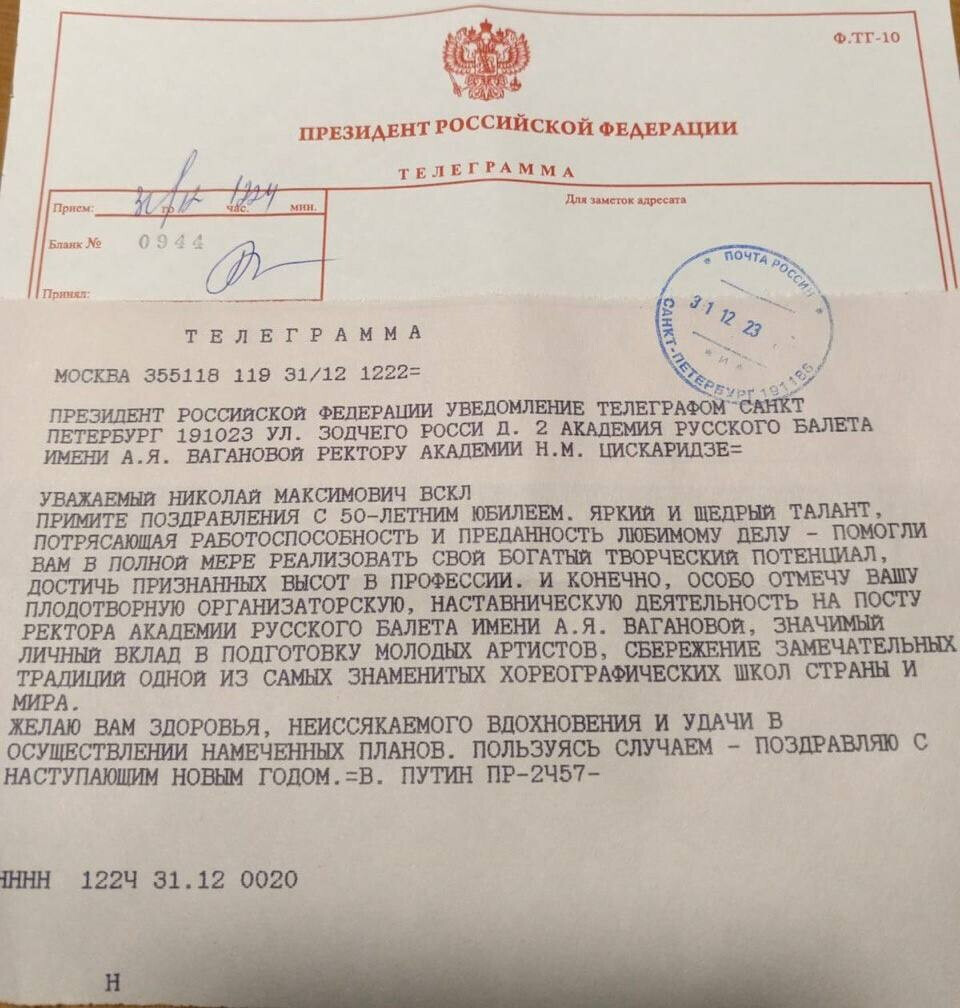 Ф.ТГ-10
ПРЕЗИДЕНТ РОССИЙСКОЙ ФЕДЕРАЦИИ
ТЕЛЕГРАММА
Прием: 31/12 го час. 1224 мин.
Для заметок адресата
Бланк № 0944
Принял:
ПОЧТА РОССИИ
31 12 23
* И *
САНКТ-ПЕТЕРБУРГ 191186
ТЕЛЕГРАММА
МОСКВА 355118 119 31/12 1222=
ПРЕЗИДЕНТ РОССИЙСКОЙ ФЕДЕРАЦИИ УВЕДОМЛЕНИЕ ТЕЛЕГРАФОМ САНКТ
ПЕТЕРБУРГ 191023 УЛ. ЗОДЧЕГО РОССИ Д. 2 АКАДЕМИЯ РУССКОГО БАЛЕТА
ИМЕНИ А.Я. ВАГАНОВОЙ РЕКТОРУ АКАДЕМИИ Н.М. ЦИСКАРИДЗЕ=
УВАЖАЕМЫЙ НИКОЛАЙ МАКСИМОВИЧ ВСКЛ
ПРИМИТЕ ПОЗДРАВЛЕНИЯ С 50-ЛЕТНИМ ЮБИЛЕЕМ. ЯРКИЙ И ЩЕДРЫЙ ТАЛАНТ,
ПОТРЯСАЮЩАЯ РАБОТОСПОСОБНОСТЬ И ПРЕДАННОСТЬ ЛЮБИМОМУ ДЕЛУ – ПОМОГЛИ
ВАМ В ПОЛНОЙ МЕРЕ РЕАЛИЗОВАТЬ СВОЙ БОГАТЫЙ ТВОРЧЕСКИЙ ПОТЕНЦИАЛ,
ДОСТИЧЬ ПРИЗНАННЫХ ВЫСОТ В ПРОФЕССИИ. И КОНЕЧНО, ОСОБО ОТМЕЧУ ВАШУ
ПЛОДОТВОРНУЮ ОРГАНИЗАТОРСКУЮ, НАСТАВНИЧЕСКУЮ ДЕЯТЕЛЬНОСТЬ НА ПОСТУ
РЕКТОРА АКАДЕМИИ РУССКОГО БАЛЕТА ИМЕНИ А.Я. ВАГАНОВОЙ, ЗНАЧИМЫЙ
ЛИЧНЫЙ ВКЛАД В ПОДГОТОВКУ МОЛОДЫХ АРТИСТОВ, СБЕРЕЖЕНИЕ ЗАМЕЧАТЕЛЬНЫХ
ТРАДИЦИЙ ОДНОЙ ИЗ САМЫХ ЗНАМЕНИТЫХ ХОРЕОГРАФИЧЕСКИХ ШКОЛ СТРАНЫ И
МИРА.
ЖЕЛАЮ ВАМ ЗДОРОВЬЯ, НЕИССЯКАЕМОГО ВДОХНОВЕНИЯ И УДАЧИ В
ОСУЩЕСТВЛЕНИИ НАМЕЧЕННЫХ ПЛАНОВ. ПОЛЬЗУЯСЬ СЛУЧАЕМ – ПОЗДРАВЛЯЮ С
НАСТУПАЮЩИМ НОВЫМ ГОДОМ.=В. ПУТИН ПР-2Ч57-
НННН 122Ч 31.12 0020
Н